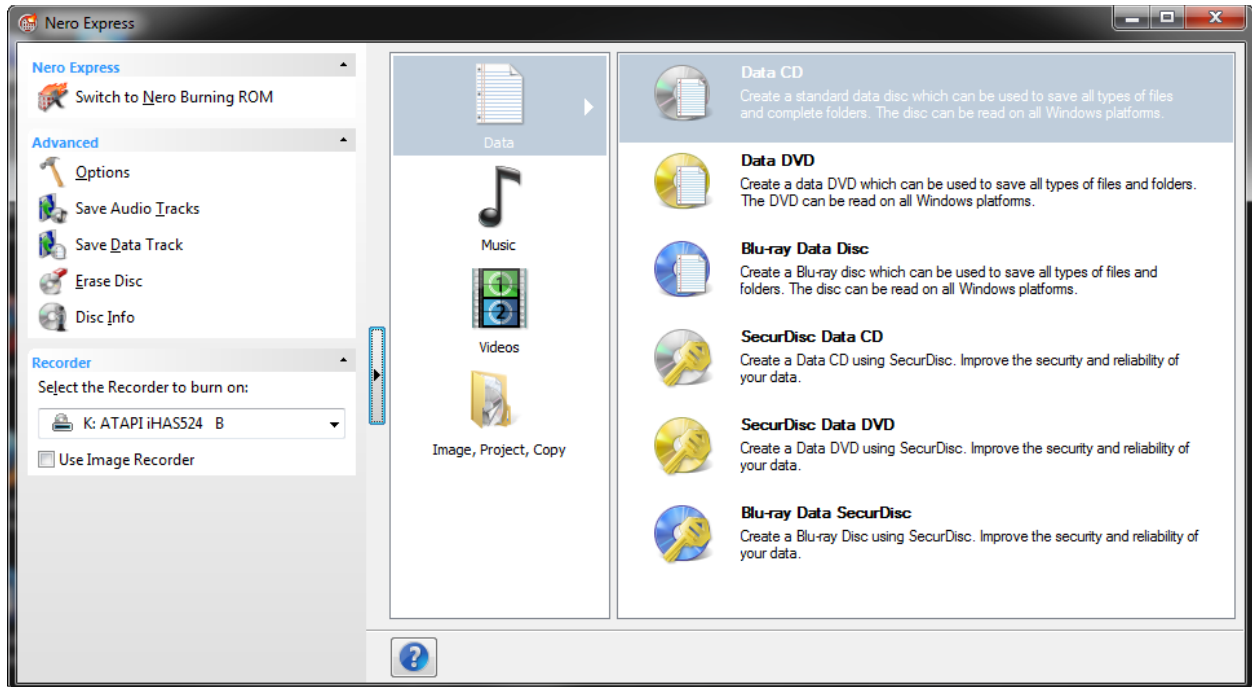 Nero Express
Nero Express
Switch to Nero Burning ROM
Advanced
Options
Save Audio Tracks
Save Data Track
Erase Disc
Disc Info
Recorder
Select the Recorder to burn on:
K: ATAPI iHAS524 B
Use Image Recorder
Data
Music
1
2
Videos
Image, Project, Copy
Data CD
Create a standard data disc which can be used to save all types of files
and complete folders. The disc can be read on all Windows platforms.
Data DVD
Create a data DVD which can be used to save all types of files and folders.
The DVD can be read on all Windows platforms.
Blu-ray Data Disc
Create a Blu-ray disc which can be used to save all types of files and
folders. The disc can be read on all Windows platforms.
SecurDisc Data CD
Create a Data CD using SecurDisc. Improve the security and reliability of
your data.
SecurDisc Data DVD
Create a Data DVD using SecurDisc. Improve the security and reliability of
your data.
Blu-ray Data SecurDisc
Create a Blu-ray Disc using SecurDisc. Improve the security and reliability of
your data.
?